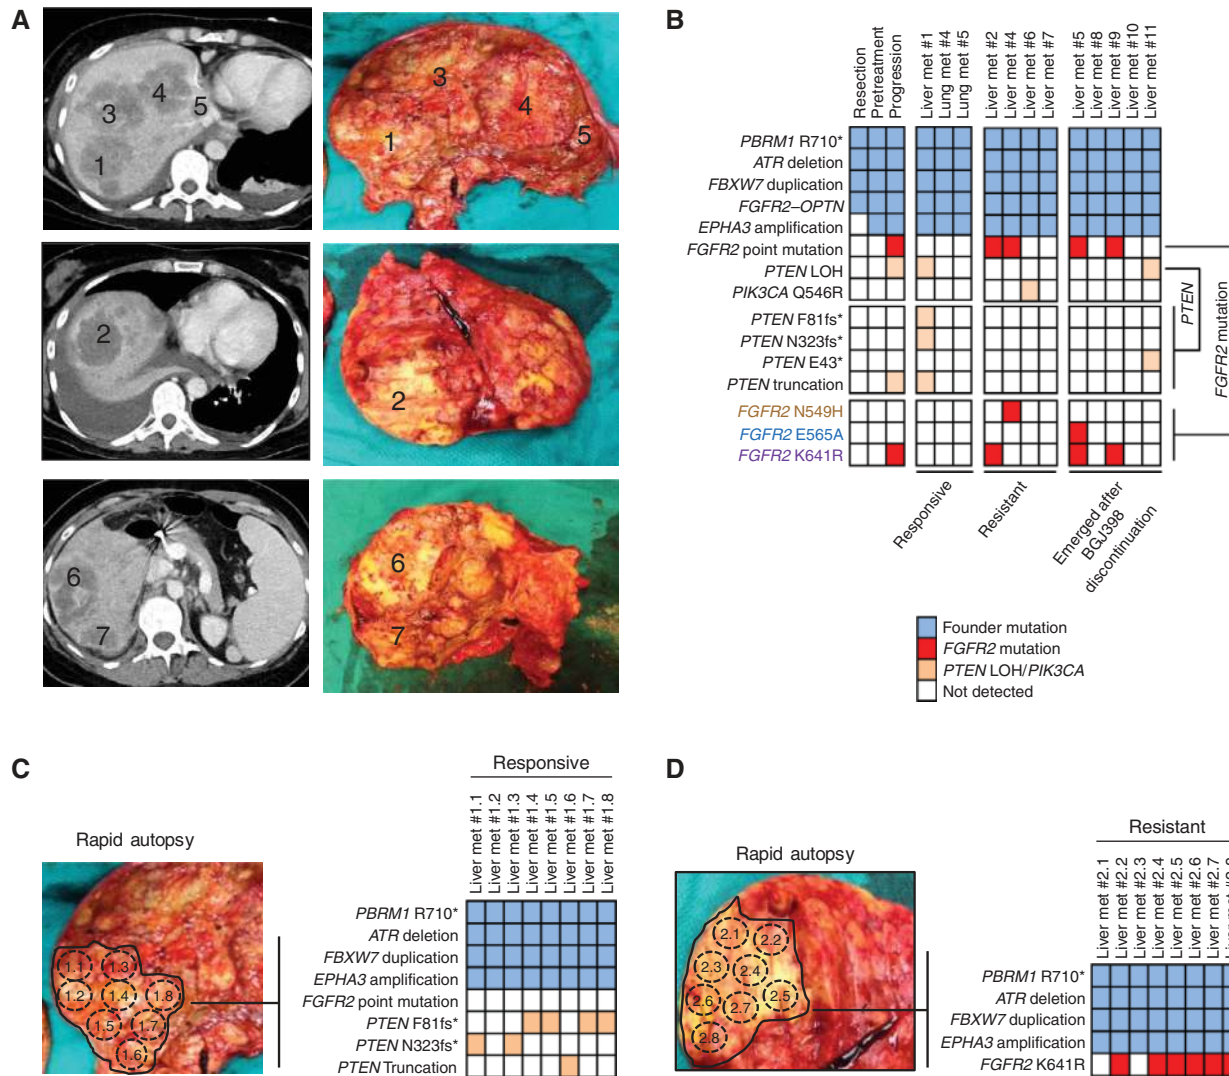 A
3
4
5
1
3
4
1
5
2
2
6
7
6
7
B
Resection
Pretreatment
Progression
Liver met #1
Lung met #4
Lung met #5
Liver met #2
Liver met #4
Liver met #6
Liver met #7
Liver met #5
Liver met #8
Liver met #9
Liver met #10
Liver met #11
PBRM1 R710*
ATR deletion
FBXW7 duplication
FGFR2–OPTN
EPHA3 amplification
FGFR2 point mutation
PTEN LOH
PIK3CA Q546R
PTEN F81fs*
PTEN N323fs*
PTEN E43*
PTEN truncation
FGFR2 N549H
FGFR2 E565A
FGFR2 K641R
PTEN
FGFR2 mutation
Responsive
Resistant
Emerged after
BGJ398
discontinuation
Founder mutation
FGFR2 mutation
PTEN LOH/PIK3CA
Not detected
C
Responsive
Liver met #1.1
Liver met #1.2
Liver met #1.3
Liver met #1.4
Liver met #1.5
Liver met #1.6
Liver met #1.7
Liver met #1.8
Rapid autopsy
1.1
1.3
1.2
1.4
1.8
1.5
1.7
1.6
PBRM1 R710*
ATR deletion
FBXW7 duplication
EPHA3 amplification
FGFR2 point mutation
PTEN F81fs*
PTEN N323fs*
PTEN Truncation
D
Resistant
Liver met #2.1
Liver met #2.2
Liver met #2.3
Liver met #2.4
Liver met #2.5
Liver met #2.6
Liver met #2.7
Rapid autopsy
2.1
2.2
2.3
2.4
2.6
2.7
2.5
2.8
PBRM1 R710*
ATR deletion
FBXW7 duplication
EPHA3 amplification
FGFR2 K641R